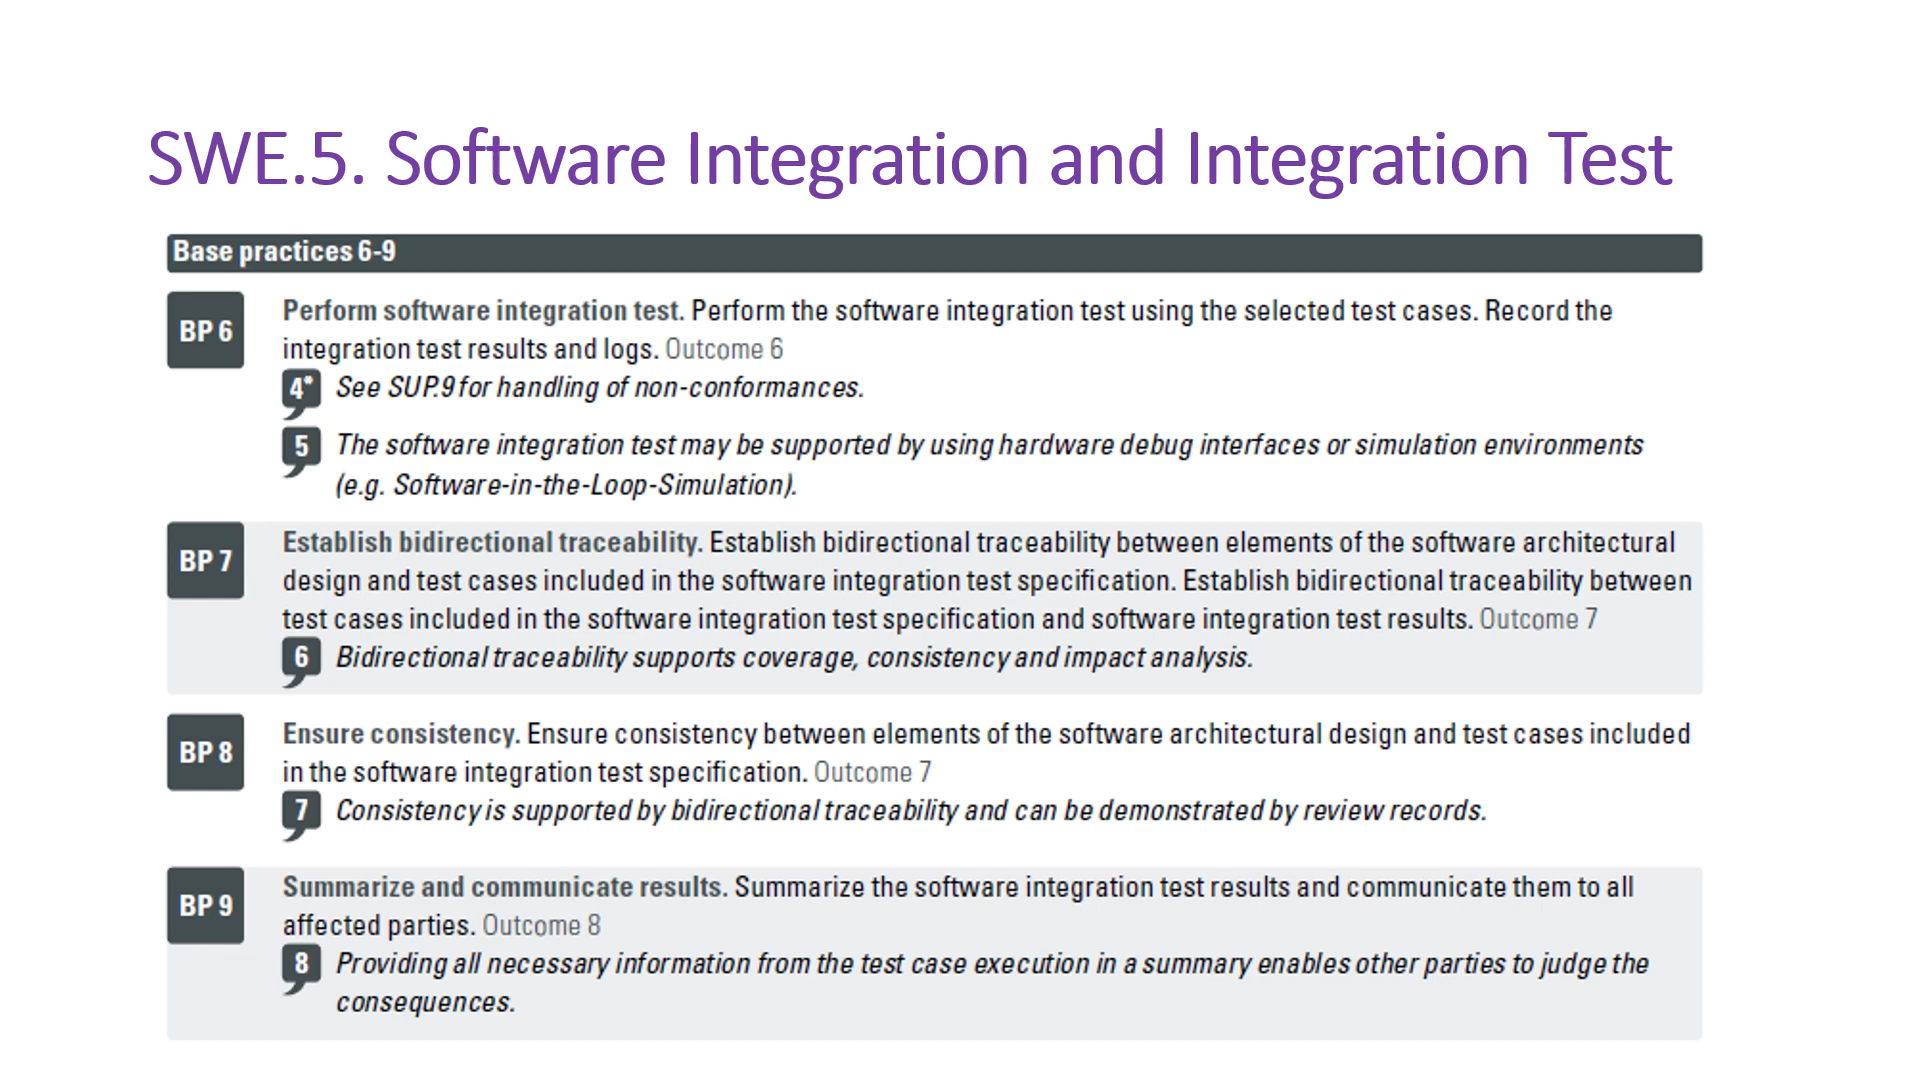 SWE.5. Software Integration and Integration Test
Base practices 6-9
BP 6
Perform software integration test. Perform the software integration test using the selected test cases. Record the
integration test results and logs. Outcome 6
4* See SUP.9 for handling of non-conformances.
5 The software integration test may be supported by using hardware debug interfaces or simulation environments
(e.g. Software-in-the-Loop-Simulation).
BP 7
Establish bidirectional traceability. Establish bidirectional traceability between elements of the software architectural
design and test cases included in the software integration test specification. Establish bidirectional traceability between
test cases included in the software integration test specification and software integration test results. Outcome 7
6 Bidirectional traceability supports coverage, consistency and impact analysis.
BP 8
Ensure consistency. Ensure consistency between elements of the software architectural design and test cases included
in the software integration test specification. Outcome 7
7 Consistency is supported by bidirectional traceability and can be demonstrated by review records.
BP 9
Summarize and communicate results. Summarize the software integration test results and communicate them to all
affected parties. Outcome 8
8 Providing all necessary information from the test case execution in a summary enables other parties to judge the
consequences.